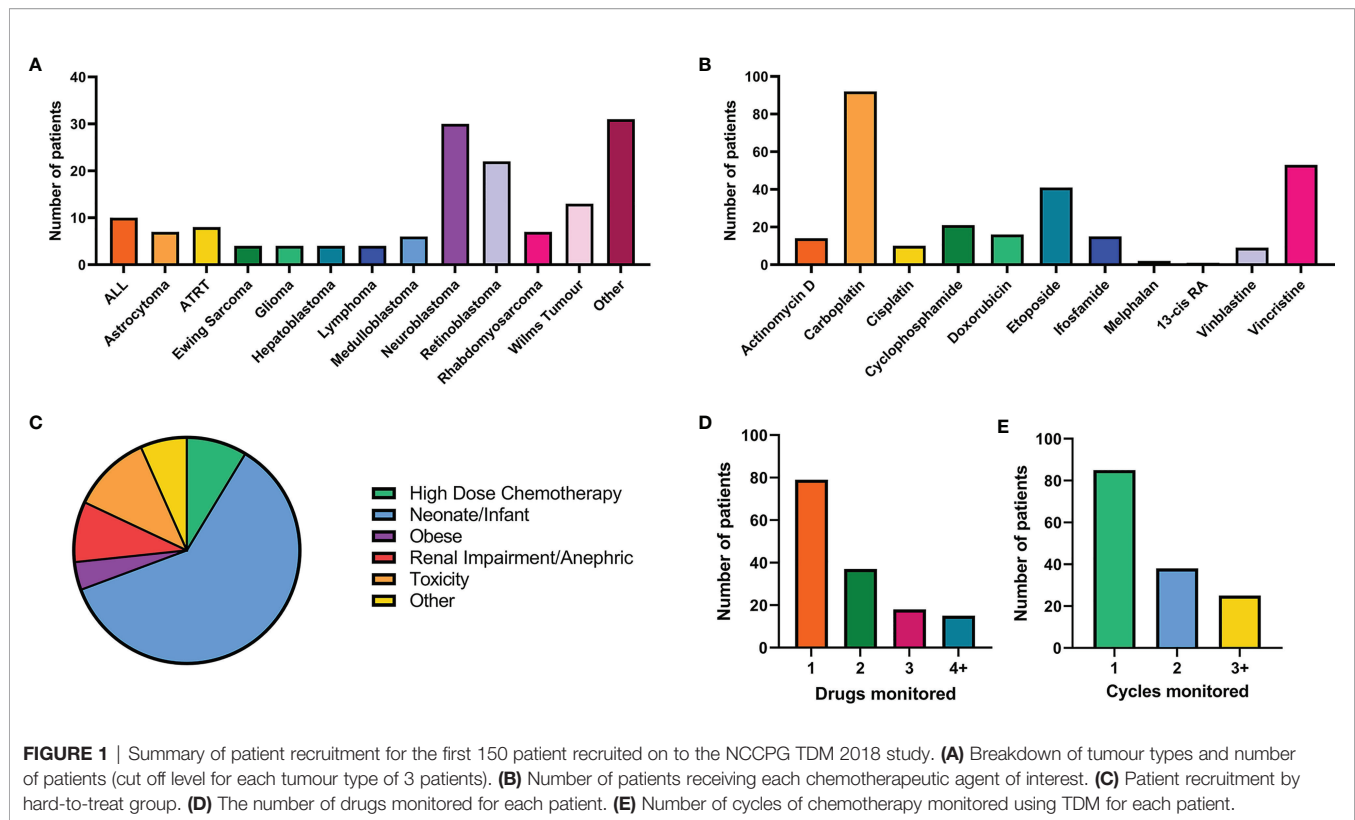 A
Number of patients
40
30
20
10
0
ALL
Astrocytoma
ATRT
Ewing Sarcoma
Glioma
Hepatoblastoma
Lymphoma
Medulloblastoma
Neuroblastoma
Retinoblastoma
Rhabdomyosarcoma
Wilms Tumour
Other
B
Number of patients
100
80
60
40
20
0
Actinomycin D
Carboplatin
Cisplatin
Cyclophosphamide
Doxorubicin
Etoposide
Ifosfamide
Melphalan
13-cis RA
Vinblastine
Vincristine
C
High Dose Chemotherapy
Neonate/Infant
Obese
Renal Impairment/Anephric
Toxicity
Other
D
Number of patients
100
80
60
40
20
0
1 2 3 4+
Drugs monitored
E
Number of patients
100
80
60
40
20
0
1 2 3+
Cycles monitored
FIGURE 1 | Summary of patient recruitment for the first 150 patient recruited on to the NCCPG TDM 2018 study. (A) Breakdown of tumour types and number
of patients (cut off level for each tumour type of 3 patients). (B) Number of patients receiving each chemotherapeutic agent of interest. (C) Patient recruitment by
hard-to-treat group. (D) The number of drugs monitored for each patient. (E) Number of cycles of chemotherapy monitored using TDM for each patient.